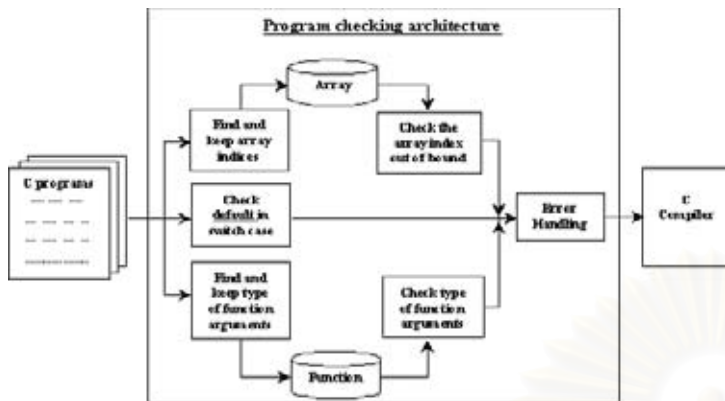 Program checking architecture
Array
Find and
keep array
indices
Check the
array index
out of bound
C programs
Check
default in
switch case
Error
Handling
C
Compiler
Find and
keep type
of function
arguments
Check type
of function
arguments
Function